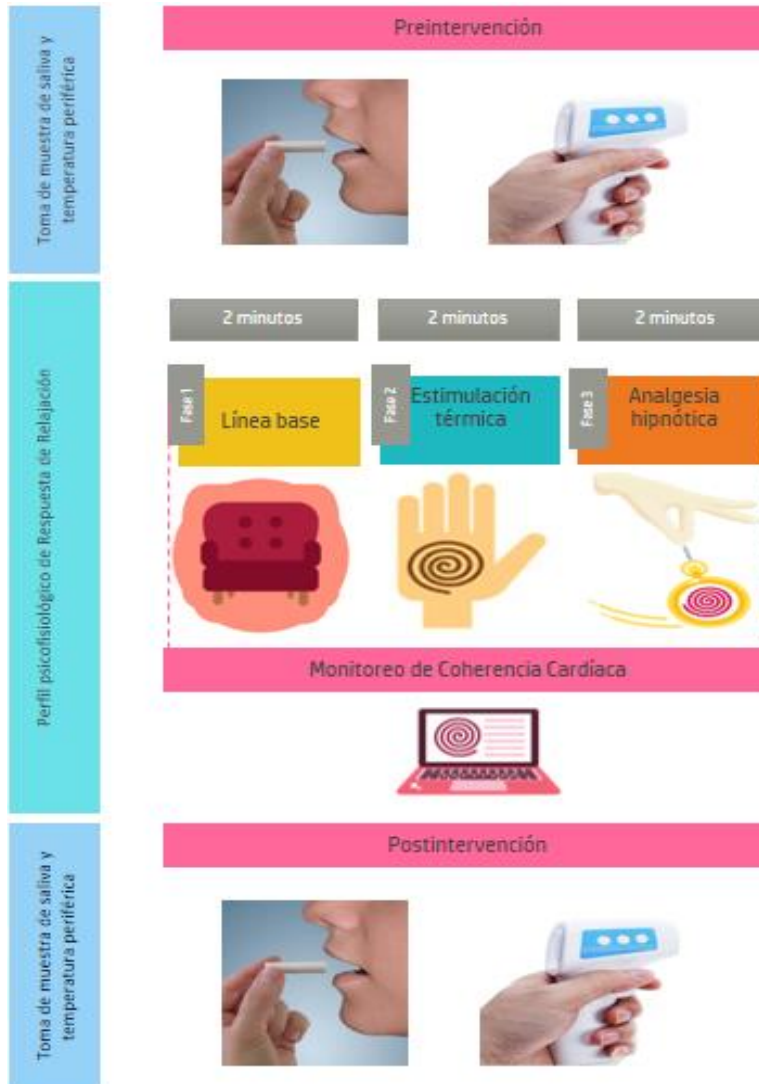 Toma de muestra de saliva y
temperatura periférica
Preintervención
Perfil psicofisiológico de Respuesta de Relajación
2 minutos
2 minutos
2 minutos
Fase 1
Línea base
Fase 2
Estimulación
térmica
Fase 3
Analgesia
hipnótica
Monitoreo de Coherencia Cardíaca
Toma de muestra de saliva y
temperatura periférica
Postintervención